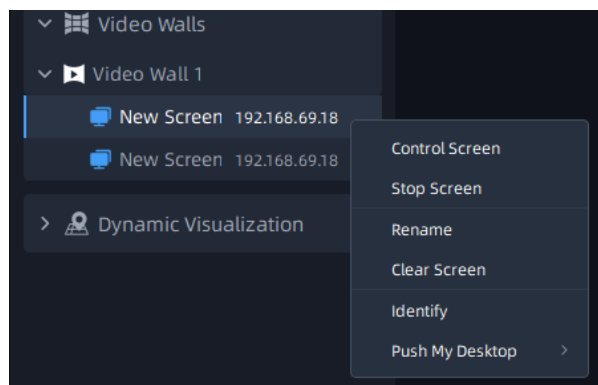 Video Walls
Video Wall 1
New Screen 192.168.69.18
New Screen 192.168.69.18
Dynamic Visualization
Control Screen
Stop Screen
Rename
Clear Screen
Identify
Push My Desktop